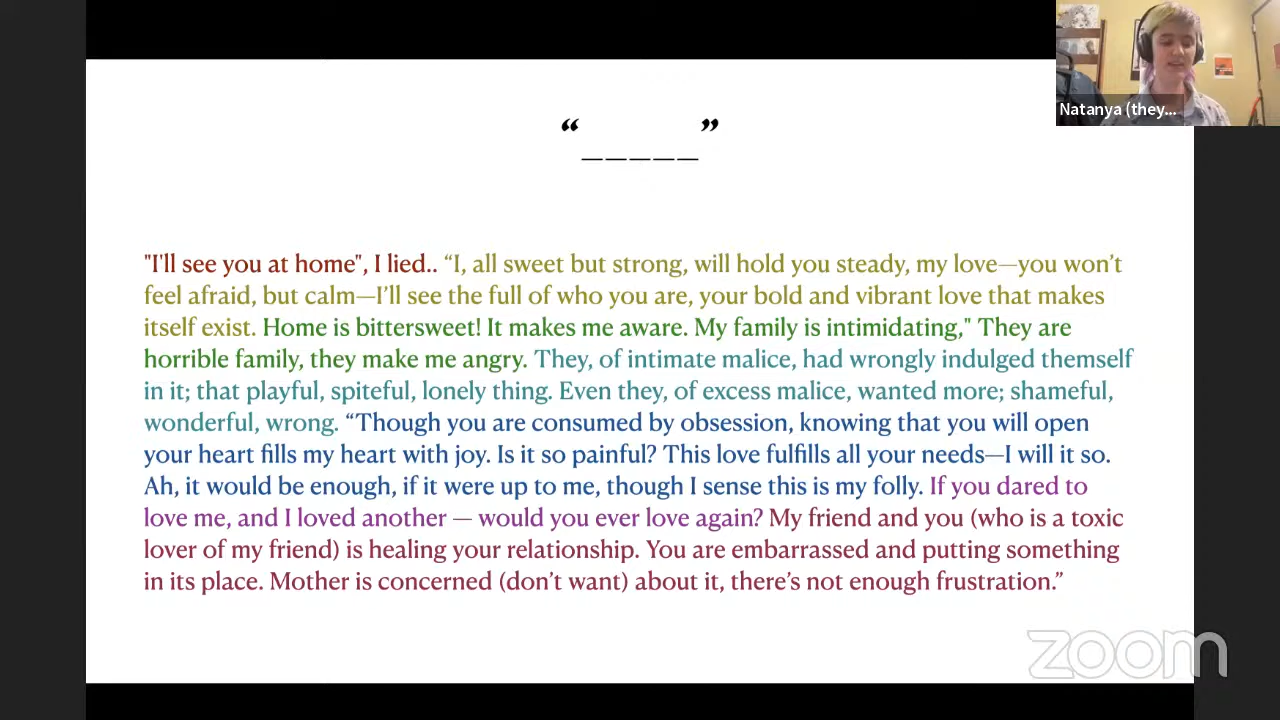 Natanya (they...
“_____”
"I'll see you at home", I lied.. “I, all sweet but strong, will hold you steady, my love—you won’t
feel afraid, but calm—I’ll see the full of who you are, your bold and vibrant love that makes
itself exist. Home is bittersweet! It makes me aware. My family is intimidating," They are
horrible family, they make me angry. They, of intimate malice, had wrongly indulged themself
in it; that playful, spiteful, lonely thing. Even they, of excess malice, wanted more; shameful,
wonderful, wrong. “Though you are consumed by obsession, knowing that you will open
your heart fills my heart with joy. Is it so painful? This love fulfills all your needs—I will it so.
Ah, it would be enough, if it were up to me, though I sense this is my folly. If you dared to
love me, and I loved another — would you ever love again? My friend and you (who is a toxic
lover of my friend) is healing your relationship. You are embarrassed and putting something
in its place. Mother is concerned (don’t want) about it, there’s not enough frustration.”
zoom